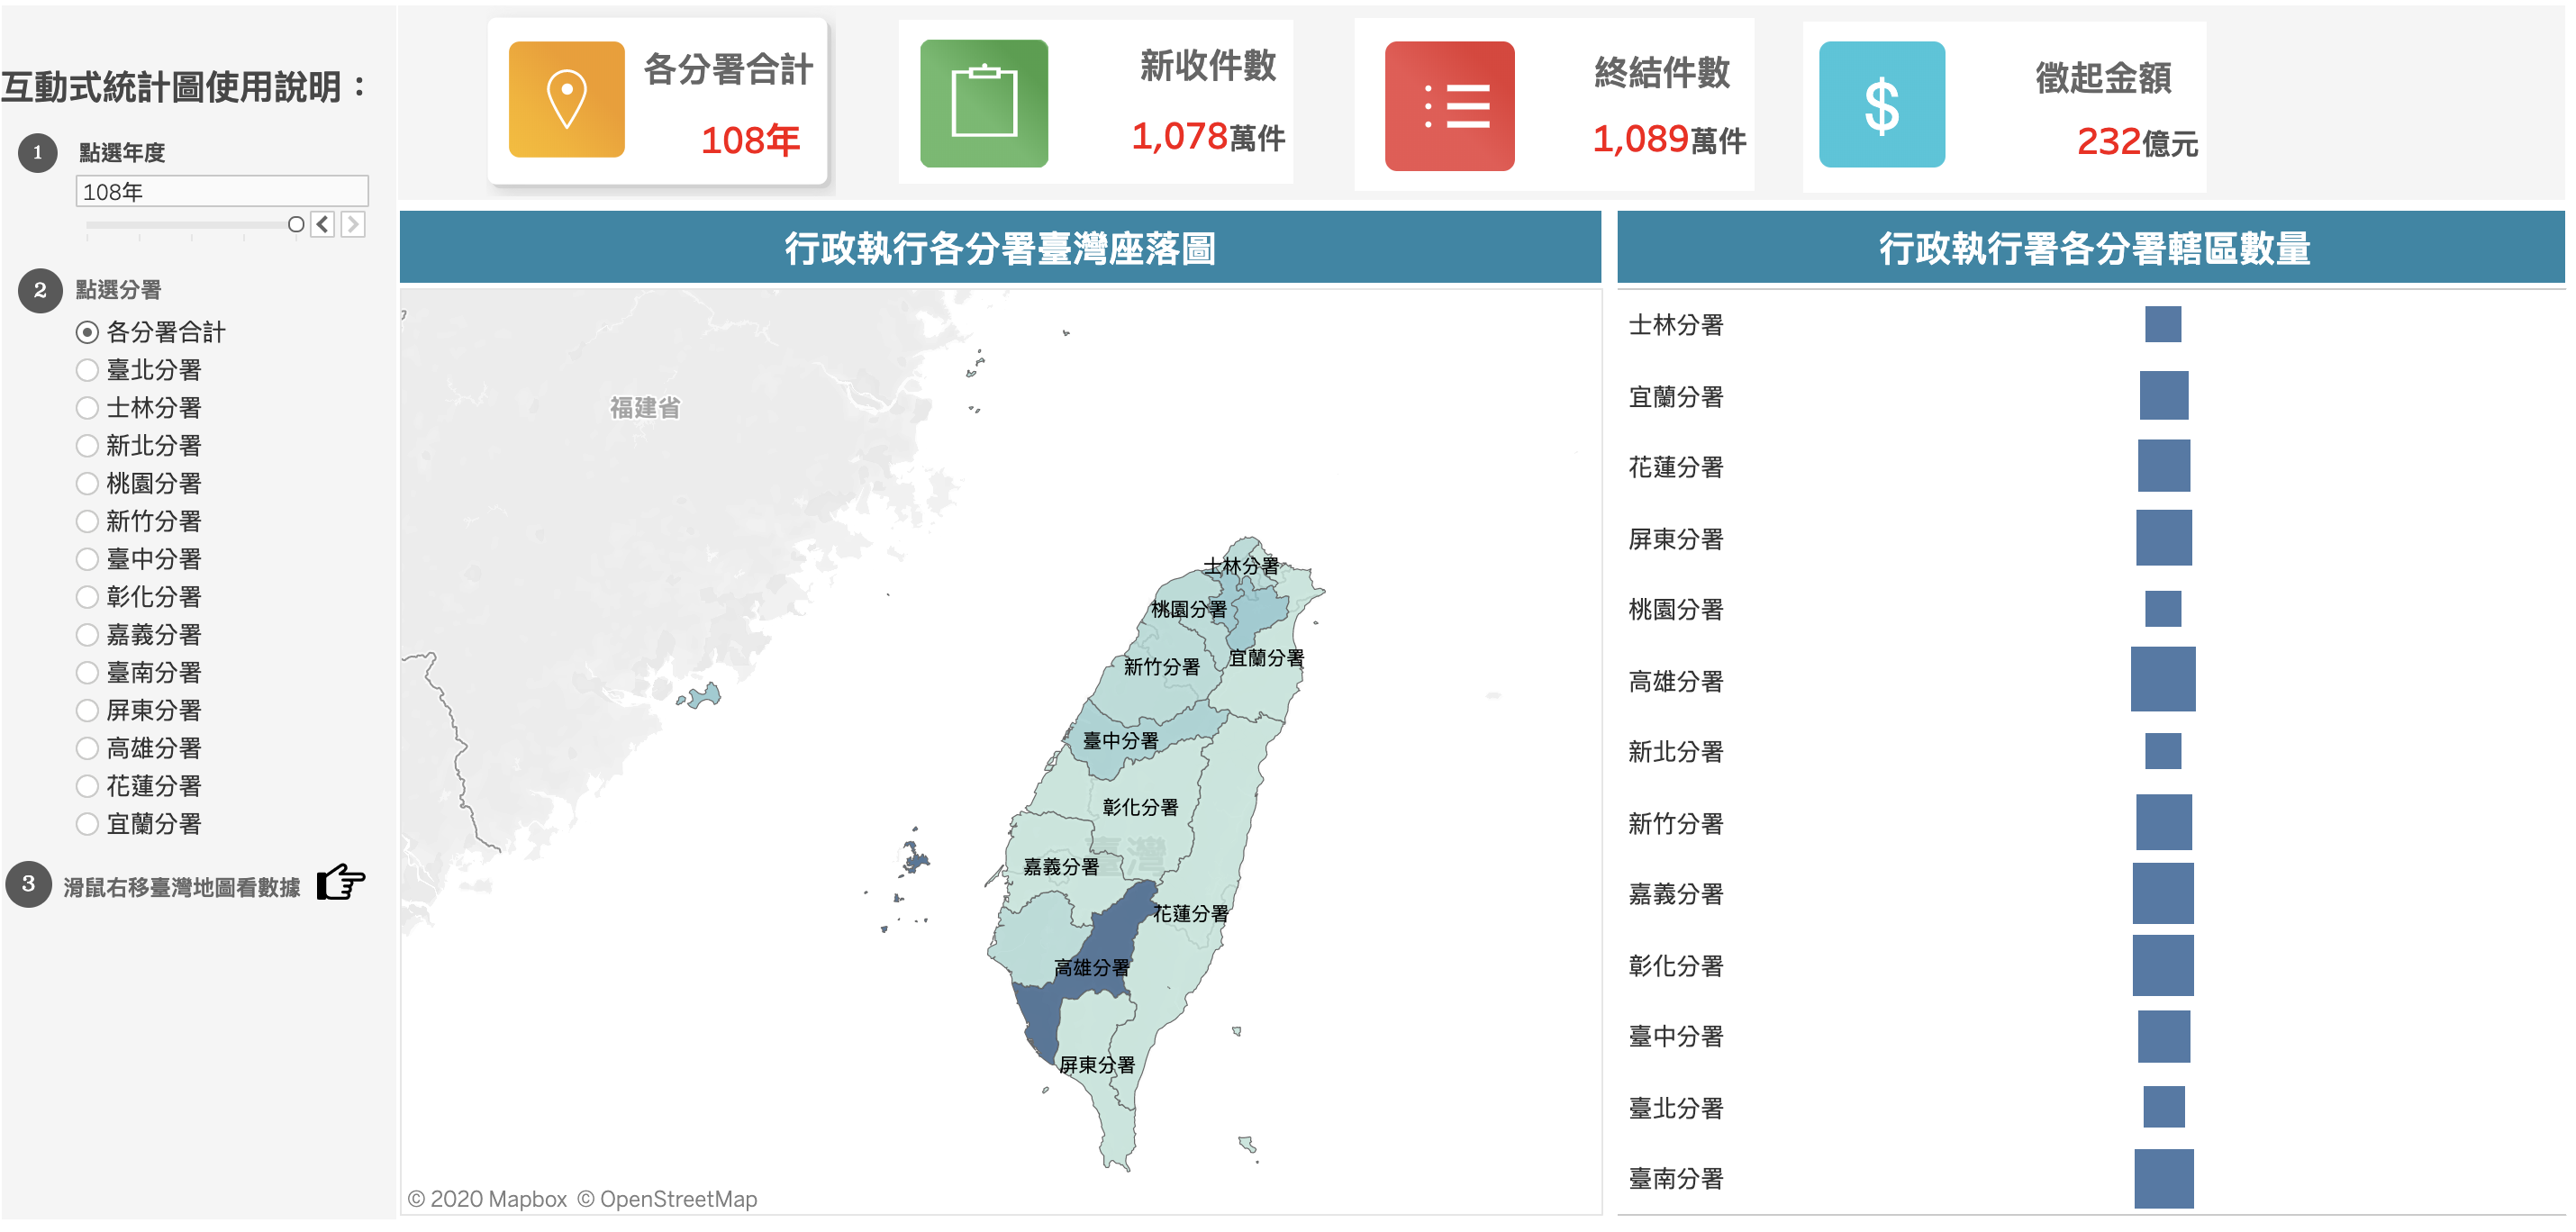 互動式統計圖使用說明：
1 點選年度
108年
2 點選分署
各分署合計
臺北分署
士林分署
新北分署
桃園分署
新竹分署
臺中分署
彰化分署
嘉義分署
臺南分署
屏東分署
高雄分署
花蓮分署
宜蘭分署
3 滑鼠右移臺灣地圖看數據
各分署合計
108年
新收件數
1,078萬件
終結件數
1,089萬件
$
徵起金額
232億元
行政執行各分署臺灣座落圖
福建省
士林分署
桃園分署
宜蘭分署
新竹分署
臺中分署
彰化分署
臺灣
嘉義分署
花蓮分署
高雄分署
屏東分署
© 2020 Mapbox © OpenStreetMap
行政執行署各分署轄區數量
士林分署
宜蘭分署
花蓮分署
屏東分署
桃園分署
高雄分署
新北分署
新竹分署
嘉義分署
彰化分署
臺中分署
臺北分署
臺南分署